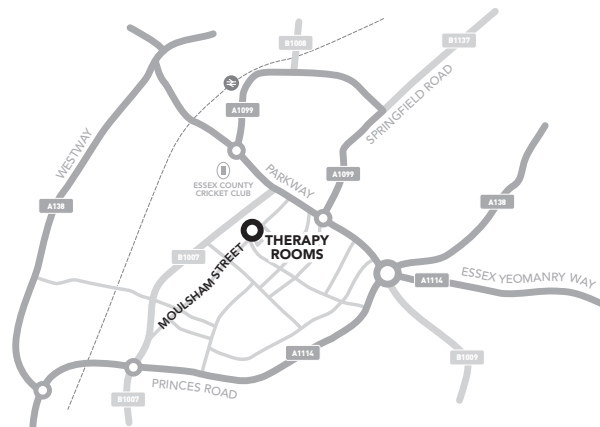 B1008
B1137
A1099
SPRINGFIELD ROAD
WESTWAY
A1099
PARKWAY
ESSEX COUNTY
CRICKET CLUB
A138
A138
THERAPY
ROOMS
B1007
MOULSHAM STREET
A1114
ESSEX YEOMANRY WAY
A1114
B1009
PRINCES ROAD
B1007